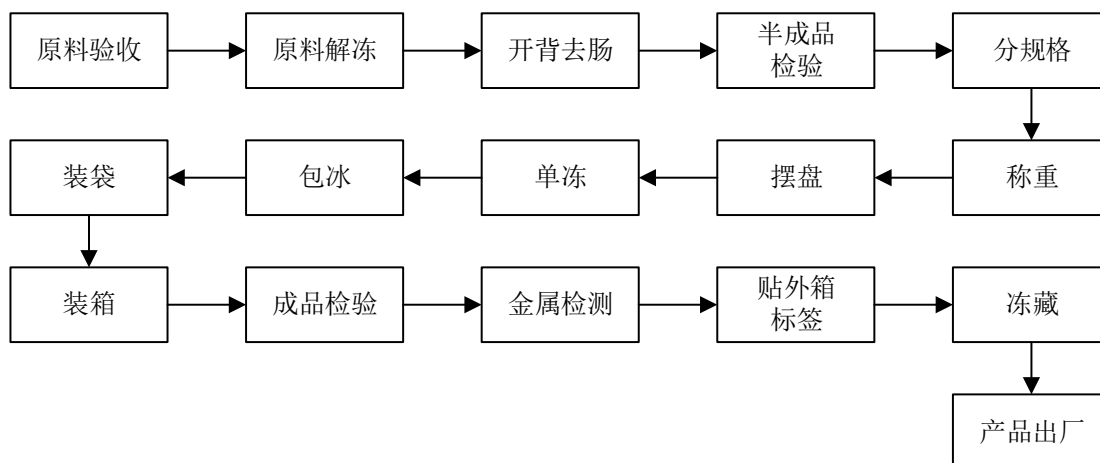 原料验收
原料解冻
开背去肠
半成品
检验
分规格
称重
摆盘
单冻
包冰
装袋
装箱
成品检验
金属检测
贴外箱
标签
冻藏
产品出厂